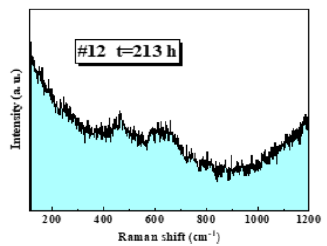 #12 t=213 h
Intensity (a. u.)
200 400 600 800 1000 1200
Raman shift (cm⁻¹)